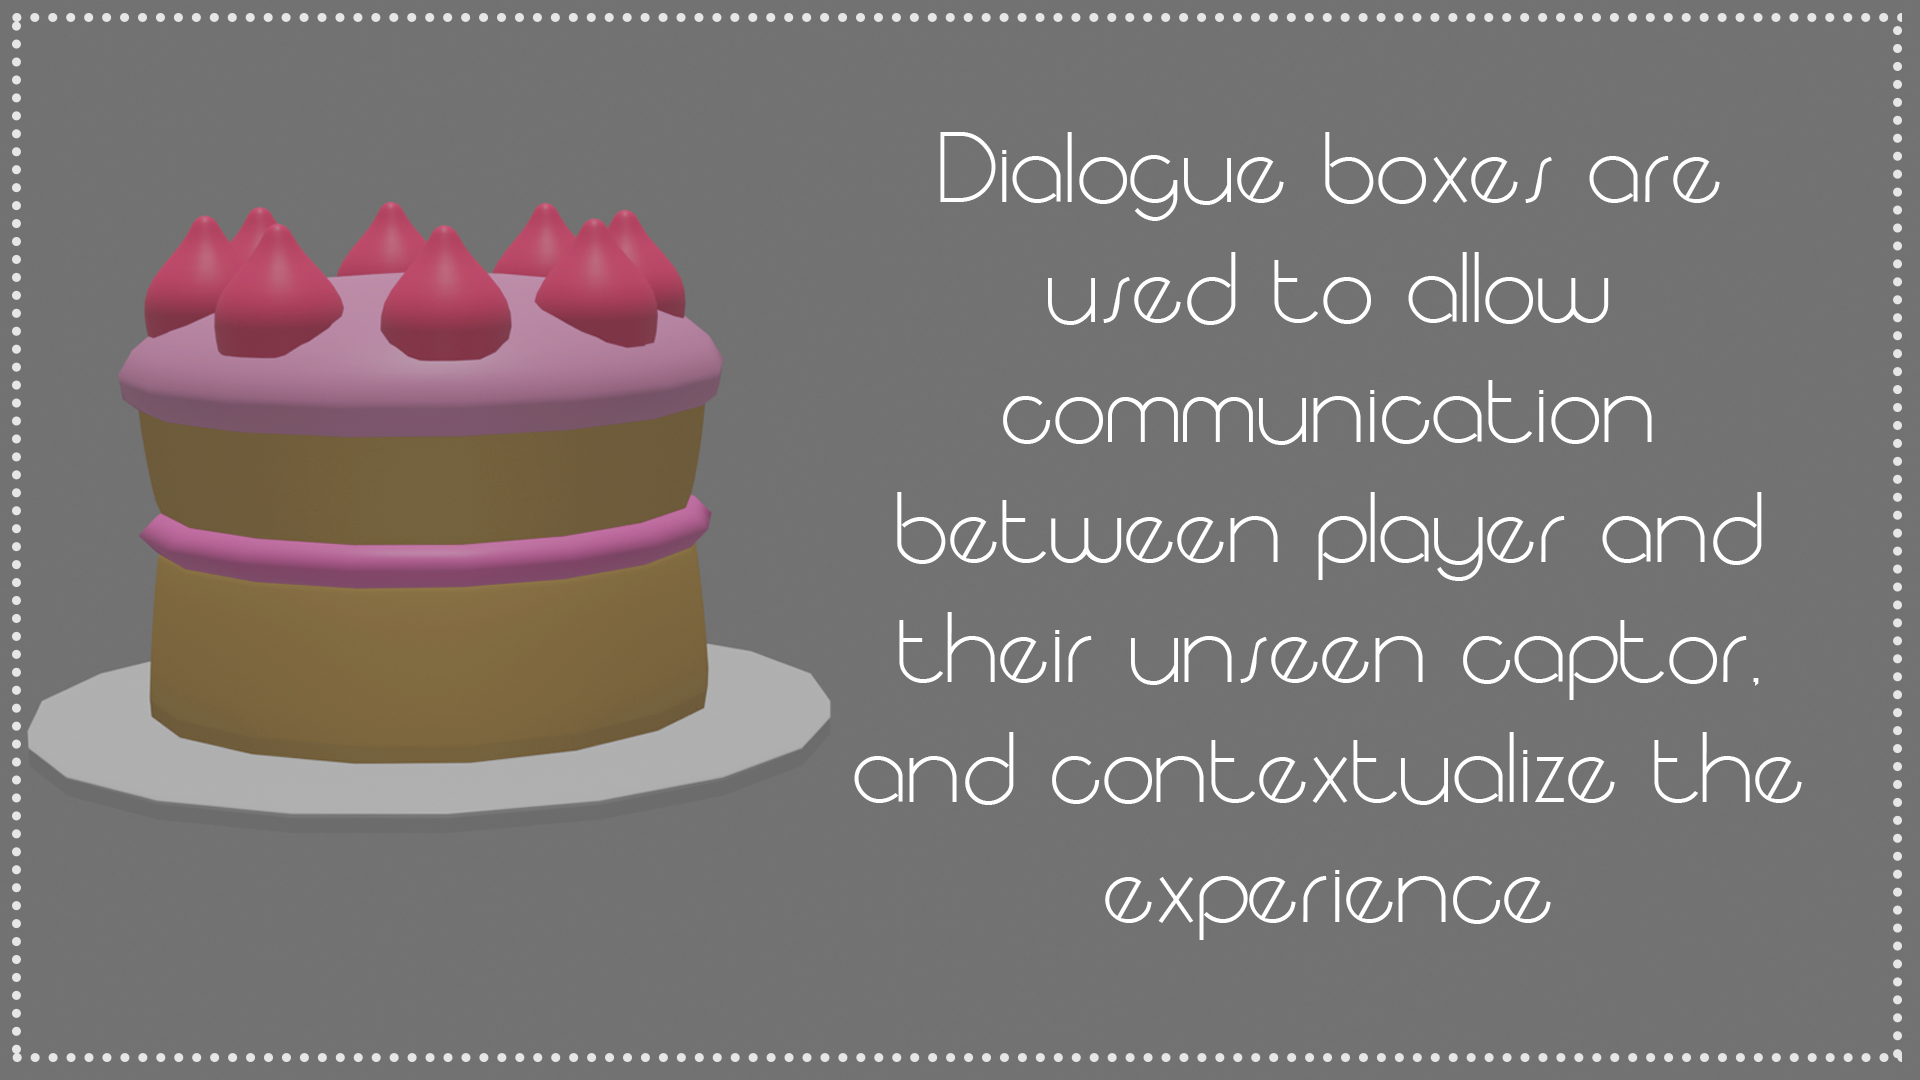 Dialogue boxes are
used to allow
communication
between player and
their unseen captor,
and contextualize the
experience